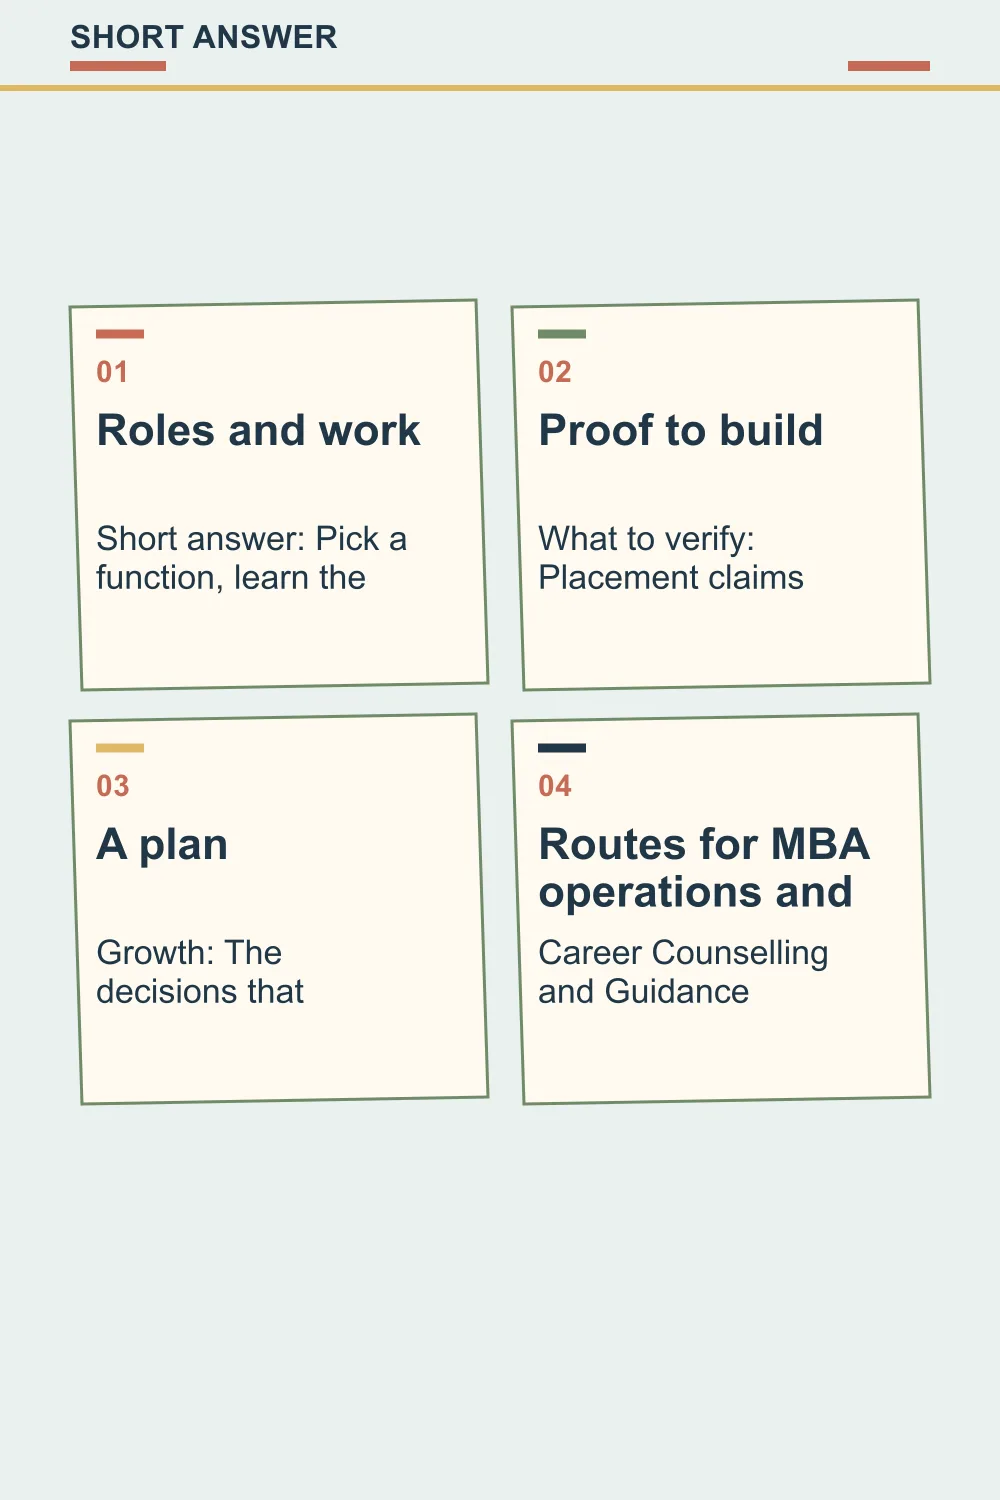 SHORT ANSWER
01
Roles and work
Short answer: Pick a
function, learn the
02
Proof to build
What to verify:
Placement claims
03
A plan
Growth: The
decisions that
04
Routes for MBA
operations and
Career Counselling
and Guidance